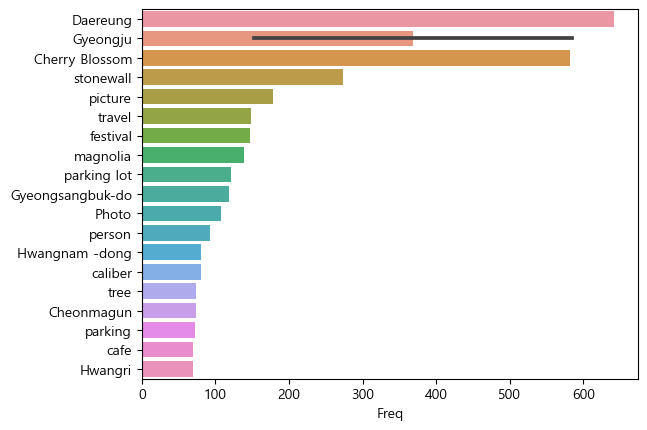 Daereung
Gyeongju
Cherry Blossom
stonewall
picture
travel
festival
magnolia
parking lot
Gyeongsangbuk-do
Photo
person
Hwangnam -dong
caliber
tree
Cheonmagun
parking
cafe
Hwangri
0 100 200 300 400 500 600
Freq